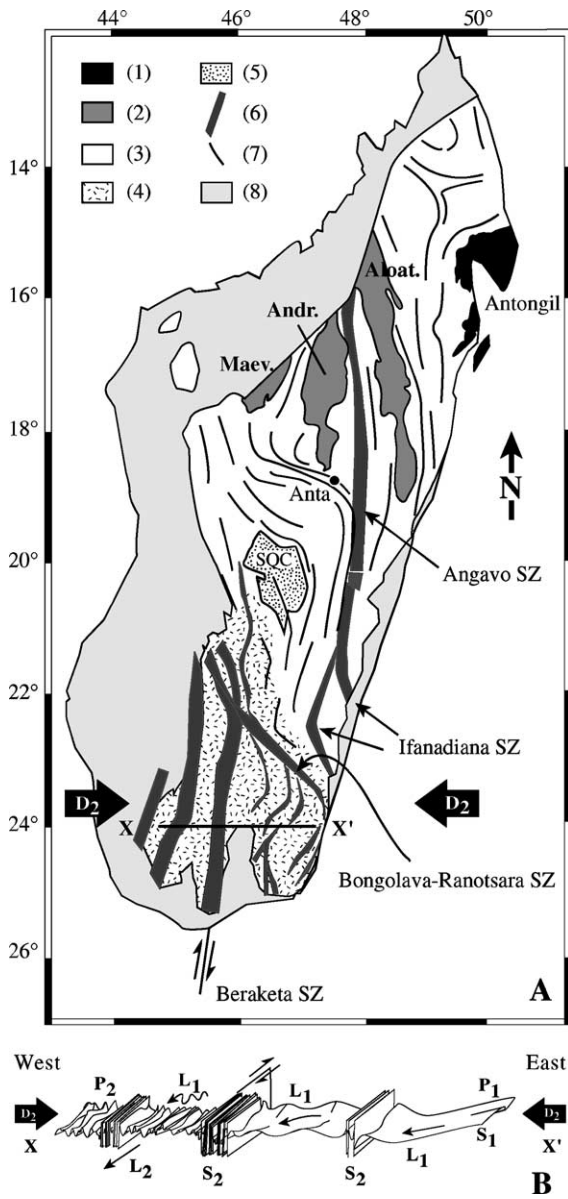 44 46 48 50
(1) (5)
(2) (6)
(3) (7)
(4) (8)
14°
16°
18°
20°
22°
24°
26°
Aloat.
Andr.
Antongil
Maev.
Anta
N
SQC
Angavo SZ
Ifanadiana SZ
D2 D2
X X'
Bongolava-Ranotsara SZ
Beraketa SZ
A
West East
P2 L1 L1 P1
D2 D2
X L2 S2 S2 L1 S1 X'
B